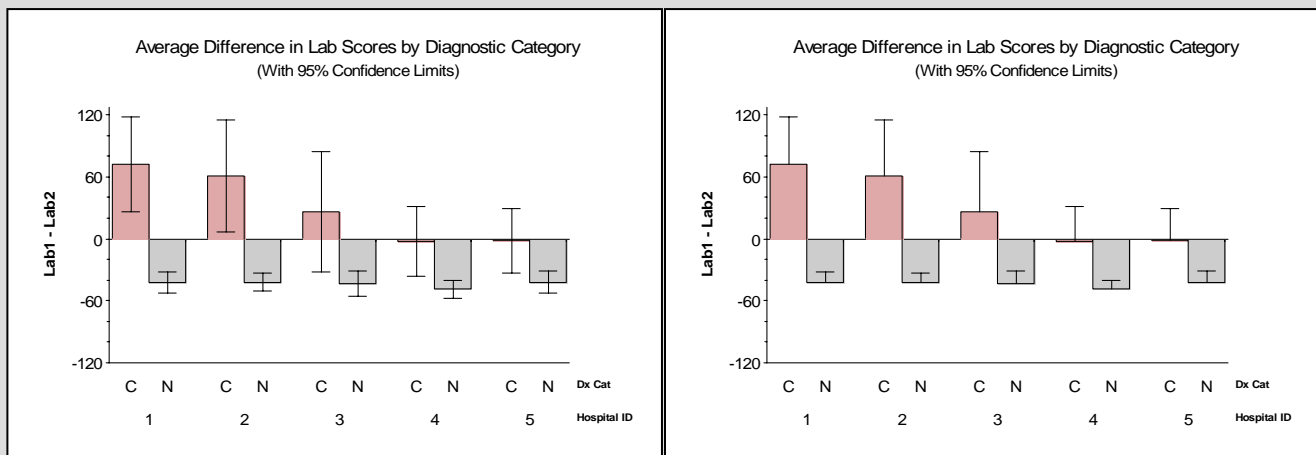 Average Difference in Lab Scores by Diagnostic Category
(With 95% Confidence Limits)
Lab1 - Lab2
120
60
0
-60
-120
C N C N C N C N C N Dx Cat
1 2 3 4 5 Hospital ID
Average Difference in Lab Scores by Diagnostic Category
(With 95% Confidence Limits)
Lab1 - Lab2
120
60
0
-60
-120
C N C N C N C N C N Dx Cat
1 2 3 4 5 Hospital ID